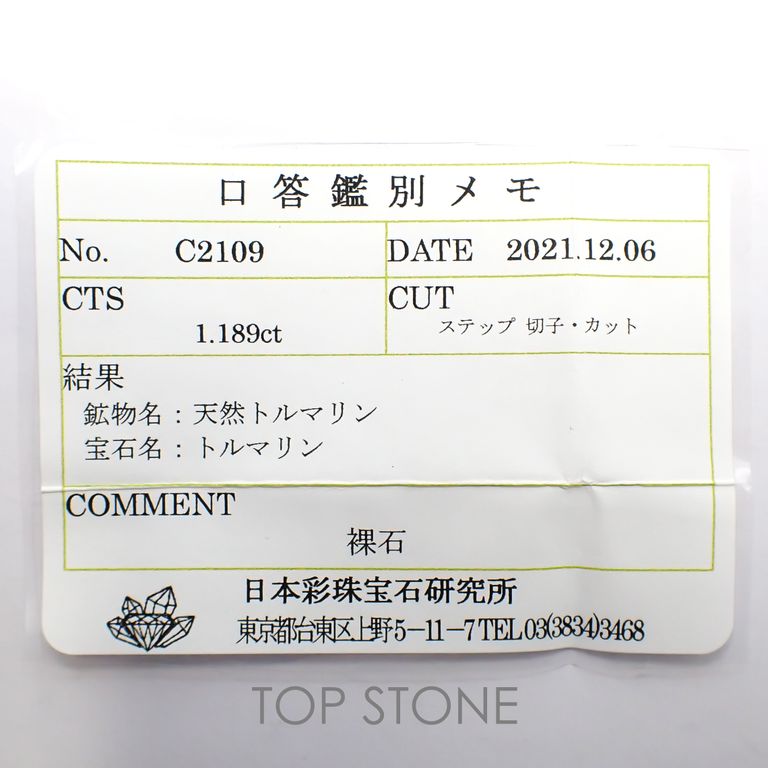 口答鑑別メモ
No. C2109 DATE 2021.12.06
CTS CUT
1.189ct ステップ 切子・カット
結果
鉱物名：天然トルマリン
宝石名：トルマリン
COMMENT
裸石
日本彩珠宝石研究所
東京都台東区上野5-11-7 TEL 03(3834)3468
TOP STONE